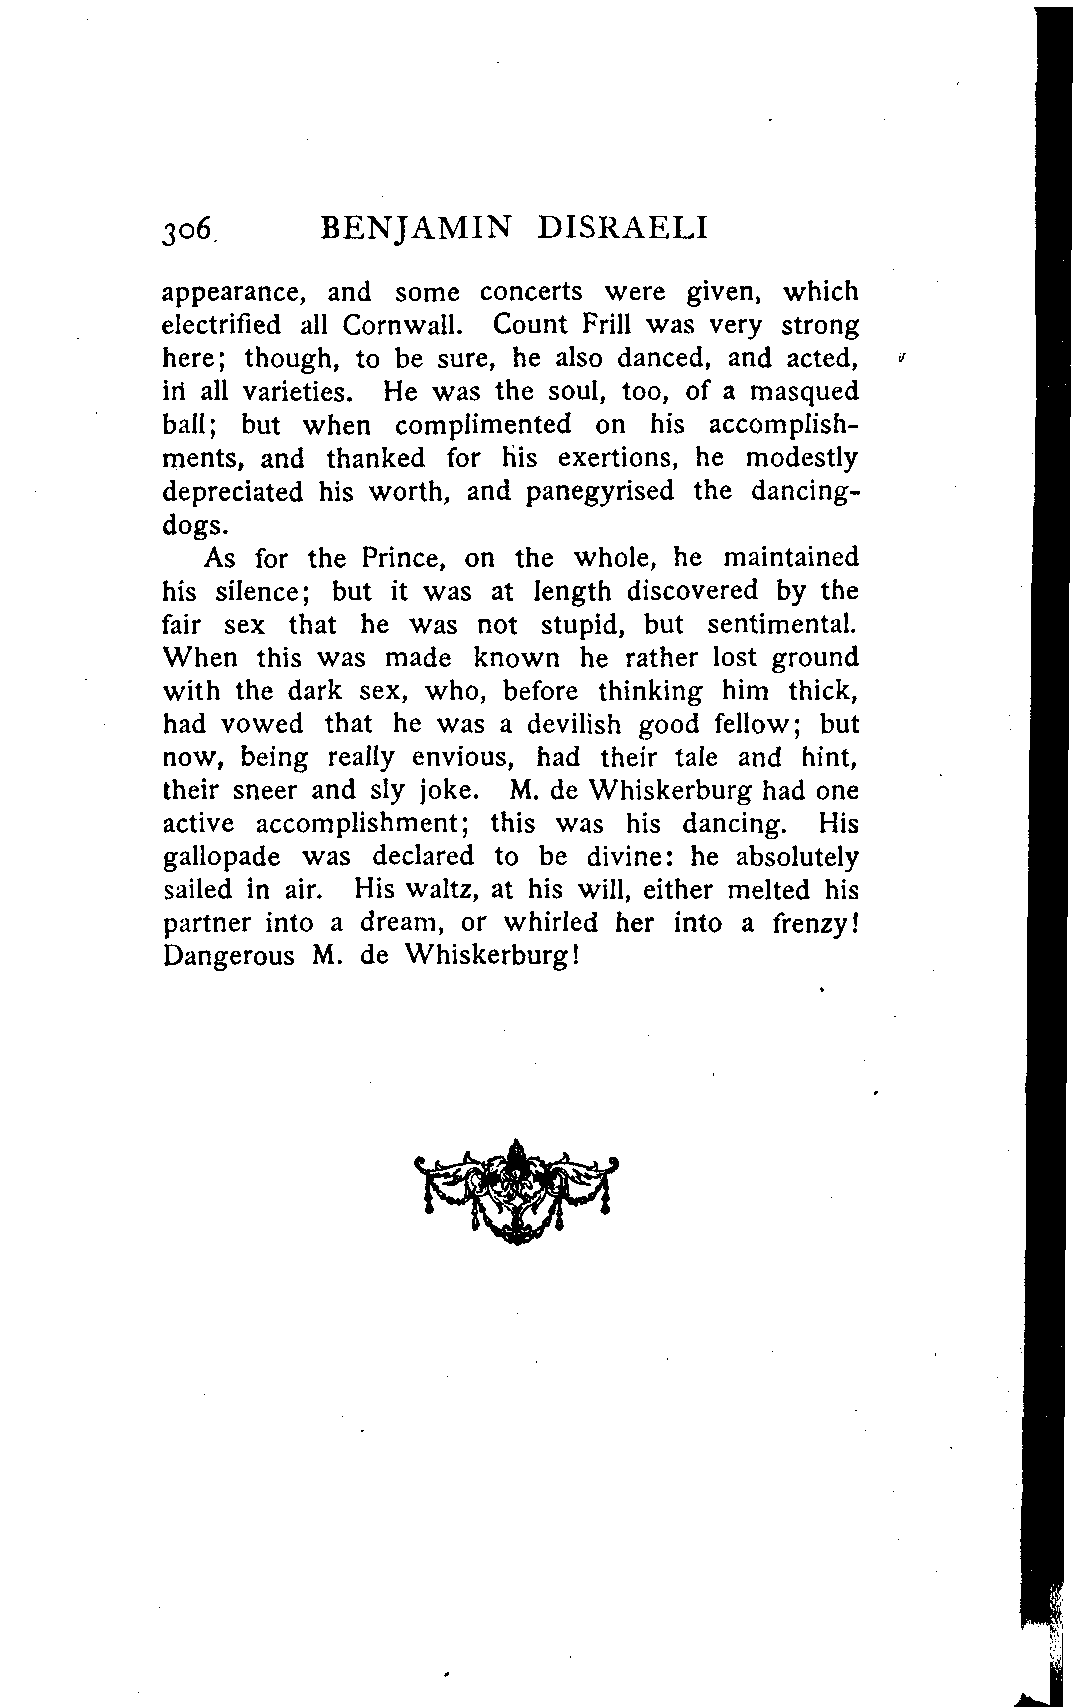 306 BENJAMIN DISRAELI
appearance, and some concerts were given, which
electrified all Cornwall. Count Frill was very strong
here; though, to be sure, he also danced, and acted,
in all varieties. He was the soul, too, of a masqued
ball; but when complimented on his accomplish-
ments, and thanked for his exertions, he modestly
depreciated his worth, and panegyrised the dancing-
dogs.
As for the Prince, on the whole, he maintained
his silence; but it was at length discovered by the
fair sex that he was not stupid, but sentimental.
When this was made known he rather lost ground
with the dark sex, who, before thinking him thick,
had vowed that he was a devilish good fellow; but
now, being really envious, had their tale and hint,
their sneer and sly joke. M. de Whiskerburg had one
active accomplishment; this was his dancing. His
gallopade was declared to be divine: he absolutely
sailed in air. His waltz, at his will, either melted his
partner into a dream, or whirled her into a frenzy!
Dangerous M. de Whiskerburg!